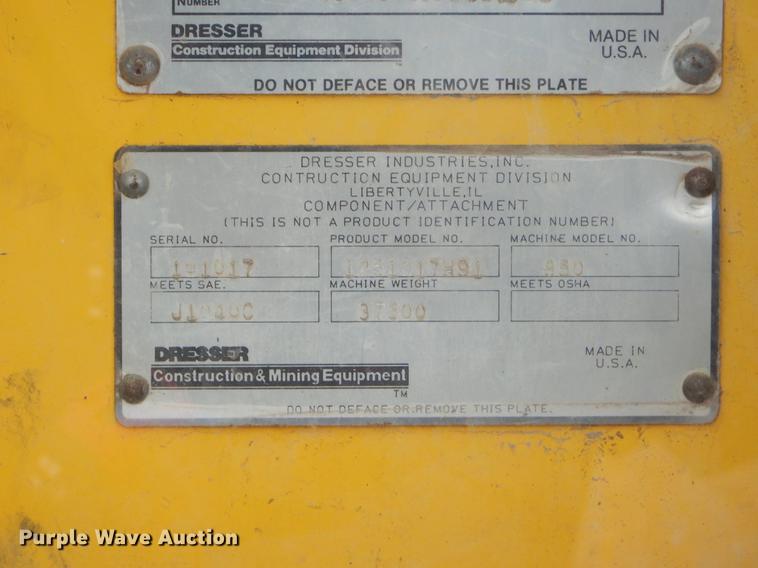 NUMBER
DRESSER
Construction Equipment Division
MADE IN
U.S.A.
DO NOT DEFACE OR REMOVE THIS PLATE
DRESSER INDUSTRIES, INC.
CONTRUCTION EQUIPMENT DIVISION
LIBERTYVILLE, IL
COMPONENT/ATTACHMENT
(THIS IS NOT A PRODUCT IDENTIFICATION NUMBER)
SERIAL NO. PRODUCT MODEL NO. MACHINE MODEL NO.
MEETS SAE. MACHINE WEIGHT MEETS OSHA
J1040C
DRESSER
Construction & Mining Equipment
TM
MADE IN
U.S.A.
DO NOT DEFACE OR REMOVE THIS PLATE.
Purple Wave Auction